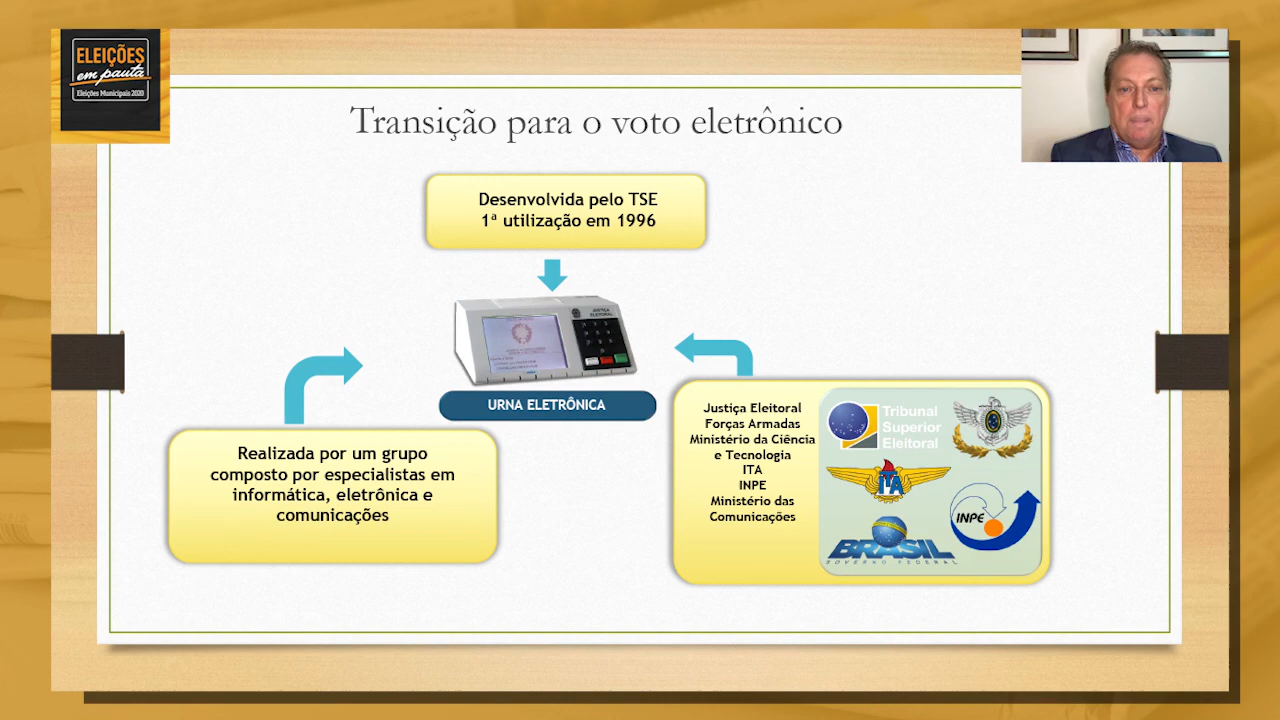 ELEIÇÕES
em pauta
Eleições Municipais 2020
Transição para o voto eletrônico
Desenvolvida pelo TSE
1ª utilização em 1996
JUSTIÇA
ELEITORAL
URNA ELETRÔNICA
Realizada por um grupo
composto por especialistas em
informática, eletrônica e
comunicações
Justiça Eleitoral
Forças Armadas
Ministério da Ciência
e Tecnologia
ITA
INPE
Ministério das
Comunicações
Tribunal
Superior
Eleitoral
ITA
INPE
BRASIL
GOVERNO FEDERAL